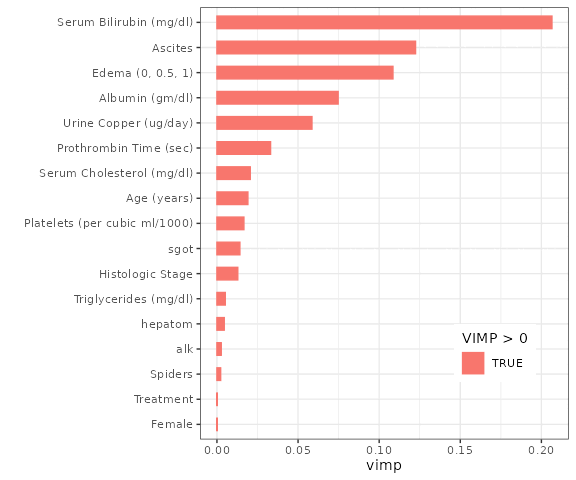 Serum Bilirubin (mg/dl)
Ascites
Edema (0, 0.5, 1)
Albumin (gm/dl)
Urine Copper (ug/day)
Prothrombin Time (sec)
Serum Cholesterol (mg/dl)
Age (years)
Platelets (per cubic ml/1000)
sgot
Histologic Stage
Triglycerides (mg/dl)
hepatom
alk
Spiders
Treatment
Female
VIMP > 0
TRUE
0.00 0.05 0.10 0.15 0.20
vimp